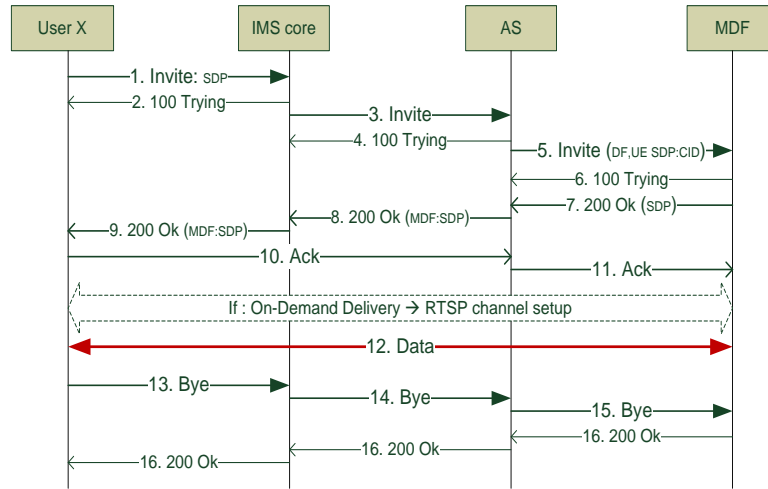 User X
IMS core
AS
MDF
1. Invite: SDP
2. 100 Trying
3. Invite
4. 100 Trying
5. Invite (DF,UE SDP:CID)
6. 100 Trying
7. 200 Ok (SDP)
8. 200 Ok (MDF:SDP)
9. 200 Ok (MDF:SDP)
10. Ack
11. Ack
If : On-Demand Delivery → RTSP channel setup
12. Data
13. Bye
14. Bye
15. Bye
16. 200 Ok
16. 200 Ok
16. 200 Ok